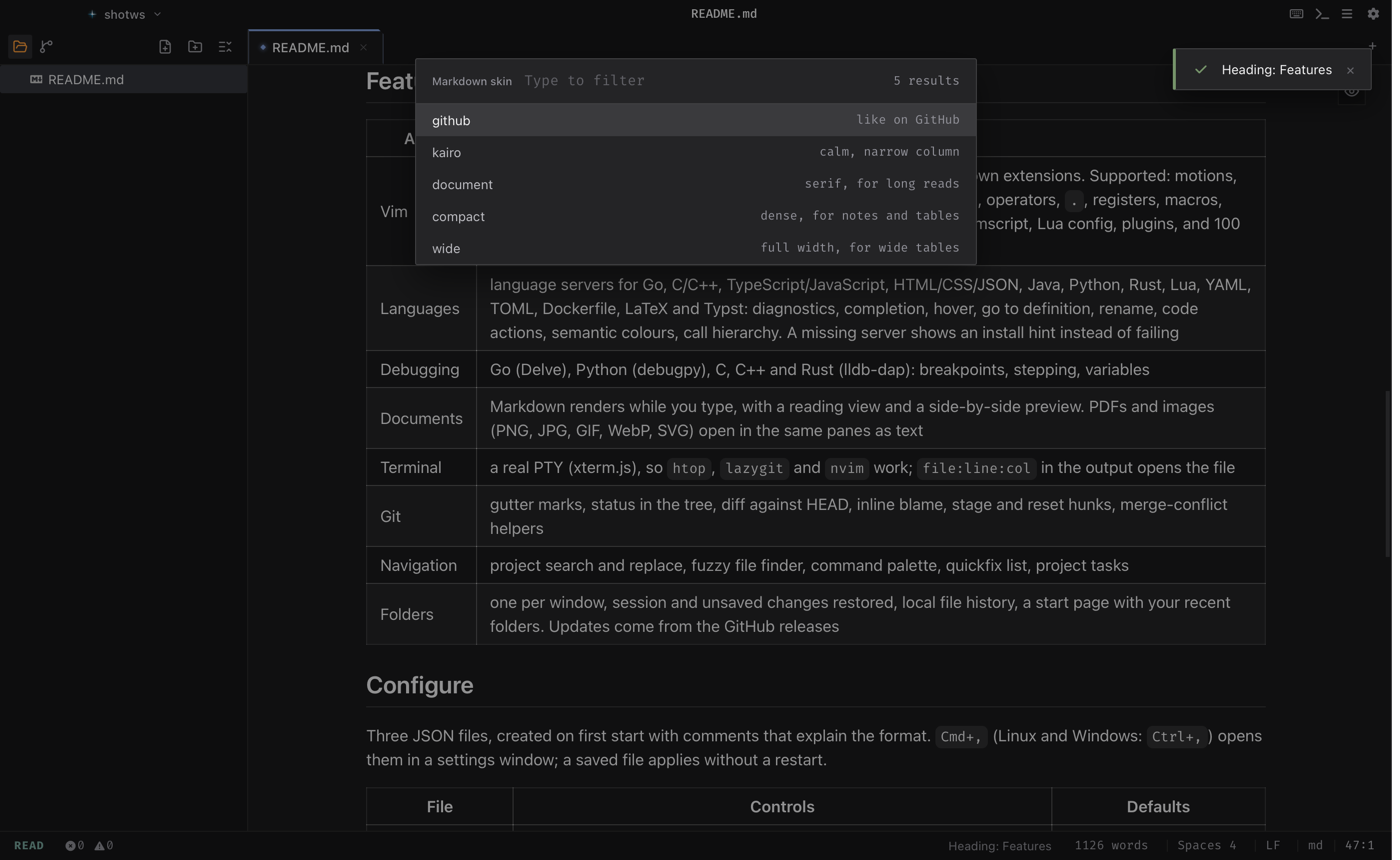 shotws
README.md
README.md
README.md
Heading: Features
Markdown skin Type to filter 5 results
github like on GitHub
kairo calm, narrow column
document serif, for long reads
compact dense, for notes and tables
wide full width, for wide tables
Feat
A
Vim
wn extensions. Supported: motions,
, operators, ., registers, macros,
mscript, Lua config, plugins, and 100
Languages
language servers for Go, C/C++, TypeScript/JavaScript, HTML/CSS/JSON, Java, Python, Rust, Lua, YAML,
TOML, Dockerfile, LaTeX and Typst: diagnostics, completion, hover, go to definition, rename, code
actions, semantic colours, call hierarchy. A missing server shows an install hint instead of failing
Debugging Go (Delve), Python (debugpy), C, C++ and Rust (lldb-dap): breakpoints, stepping, variables
Documents
Markdown renders while you type, with a reading view and a side-by-side preview. PDFs and images
(PNG, JPG, GIF, WebP, SVG) open in the same panes as text
Terminal a real PTY (xterm.js), so htop, lazygit and nvim work; file:line:col in the output opens the file
Git
gutter marks, status in the tree, diff against HEAD, inline blame, stage and reset hunks, merge-conflict
helpers
Navigation project search and replace, fuzzy file finder, command palette, quickfix list, project tasks
Folders
one per window, session and unsaved changes restored, local file history, a start page with your recent
folders. Updates come from the GitHub releases
Configure
Three JSON files, created on first start with comments that explain the format. Cmd+, (Linux and Windows: Ctrl+,) opens
them in a settings window; a saved file applies without a restart.
File Controls Defaults
READ 0 0 Heading: Features 1126 words Spaces 4 LF md 47:1